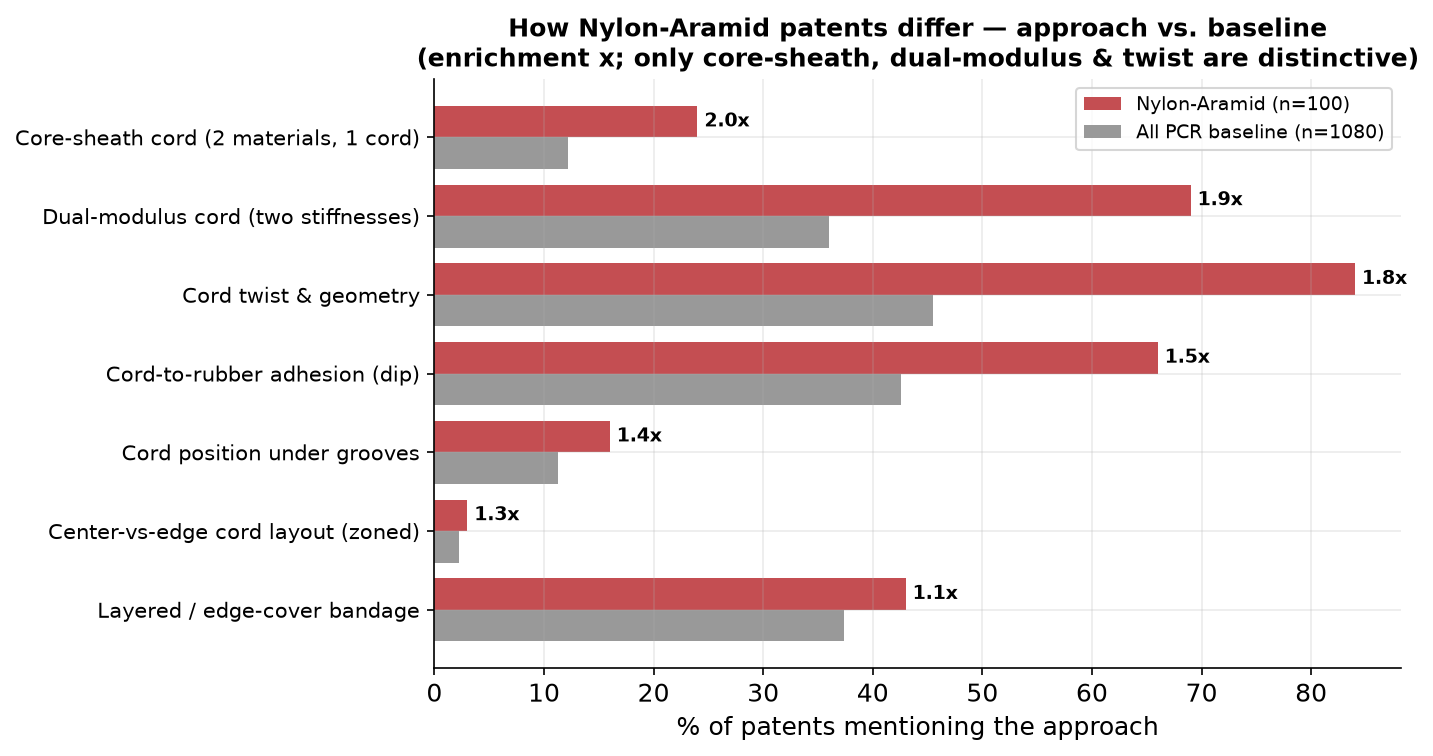 How Nylon-Aramid patents differ — approach vs. baseline
(enrichment x; only core-sheath, dual-modulus & twist are distinctive)
Nylon-Aramid (n=100)
All PCR baseline (n=1080)
Core-sheath cord (2 materials, 1 cord)
2.0x
Dual-modulus cord (two stiffnesses)
1.9x
Cord twist & geometry
1.8x
Cord-to-rubber adhesion (dip)
1.5x
Cord position under grooves
1.4x
Center-vs-edge cord layout (zoned)
1.3x
Layered / edge-cover bandage
1.1x
0 10 20 30 40 50 60 70 80
% of patents mentioning the approach